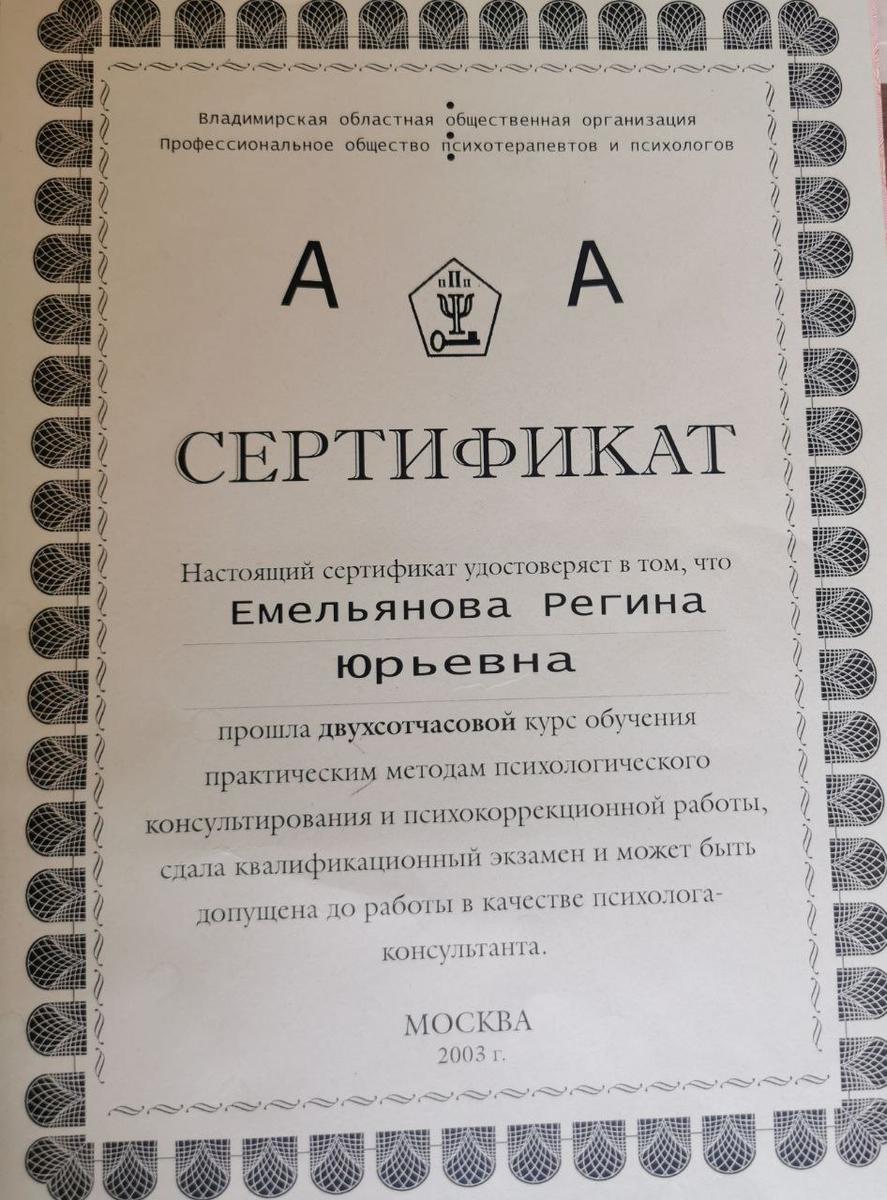 Владимирская областная общественная организация
Профессиональное общество психотерапевтов и психологов
А А
пПп
СЕРТИФИКАТ
Настоящий сертификат удостоверяет в том, что
Емельянова Регина
Юрьевна
прошла двухсотчасовой курс обучения
практическим методам психологического
консультирования и психокоррекционной работы,
сдала квалификационный экзамен и может быть
допущена до работы в качестве психолога-
консультанта.
МОСКВА
2003 г.